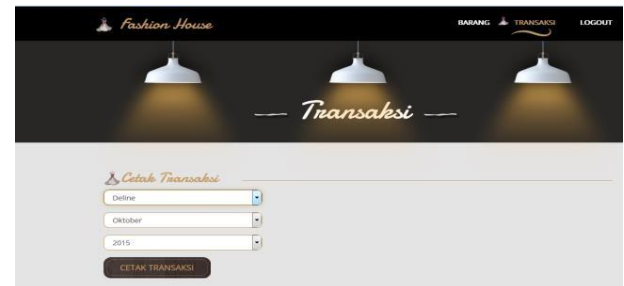 Fashion House
BARANG TRANSAKSI LOGOUT
Transaksi
Cetak Transaksi
Deline
Oktober
2015
CETAK TRANSAKSI